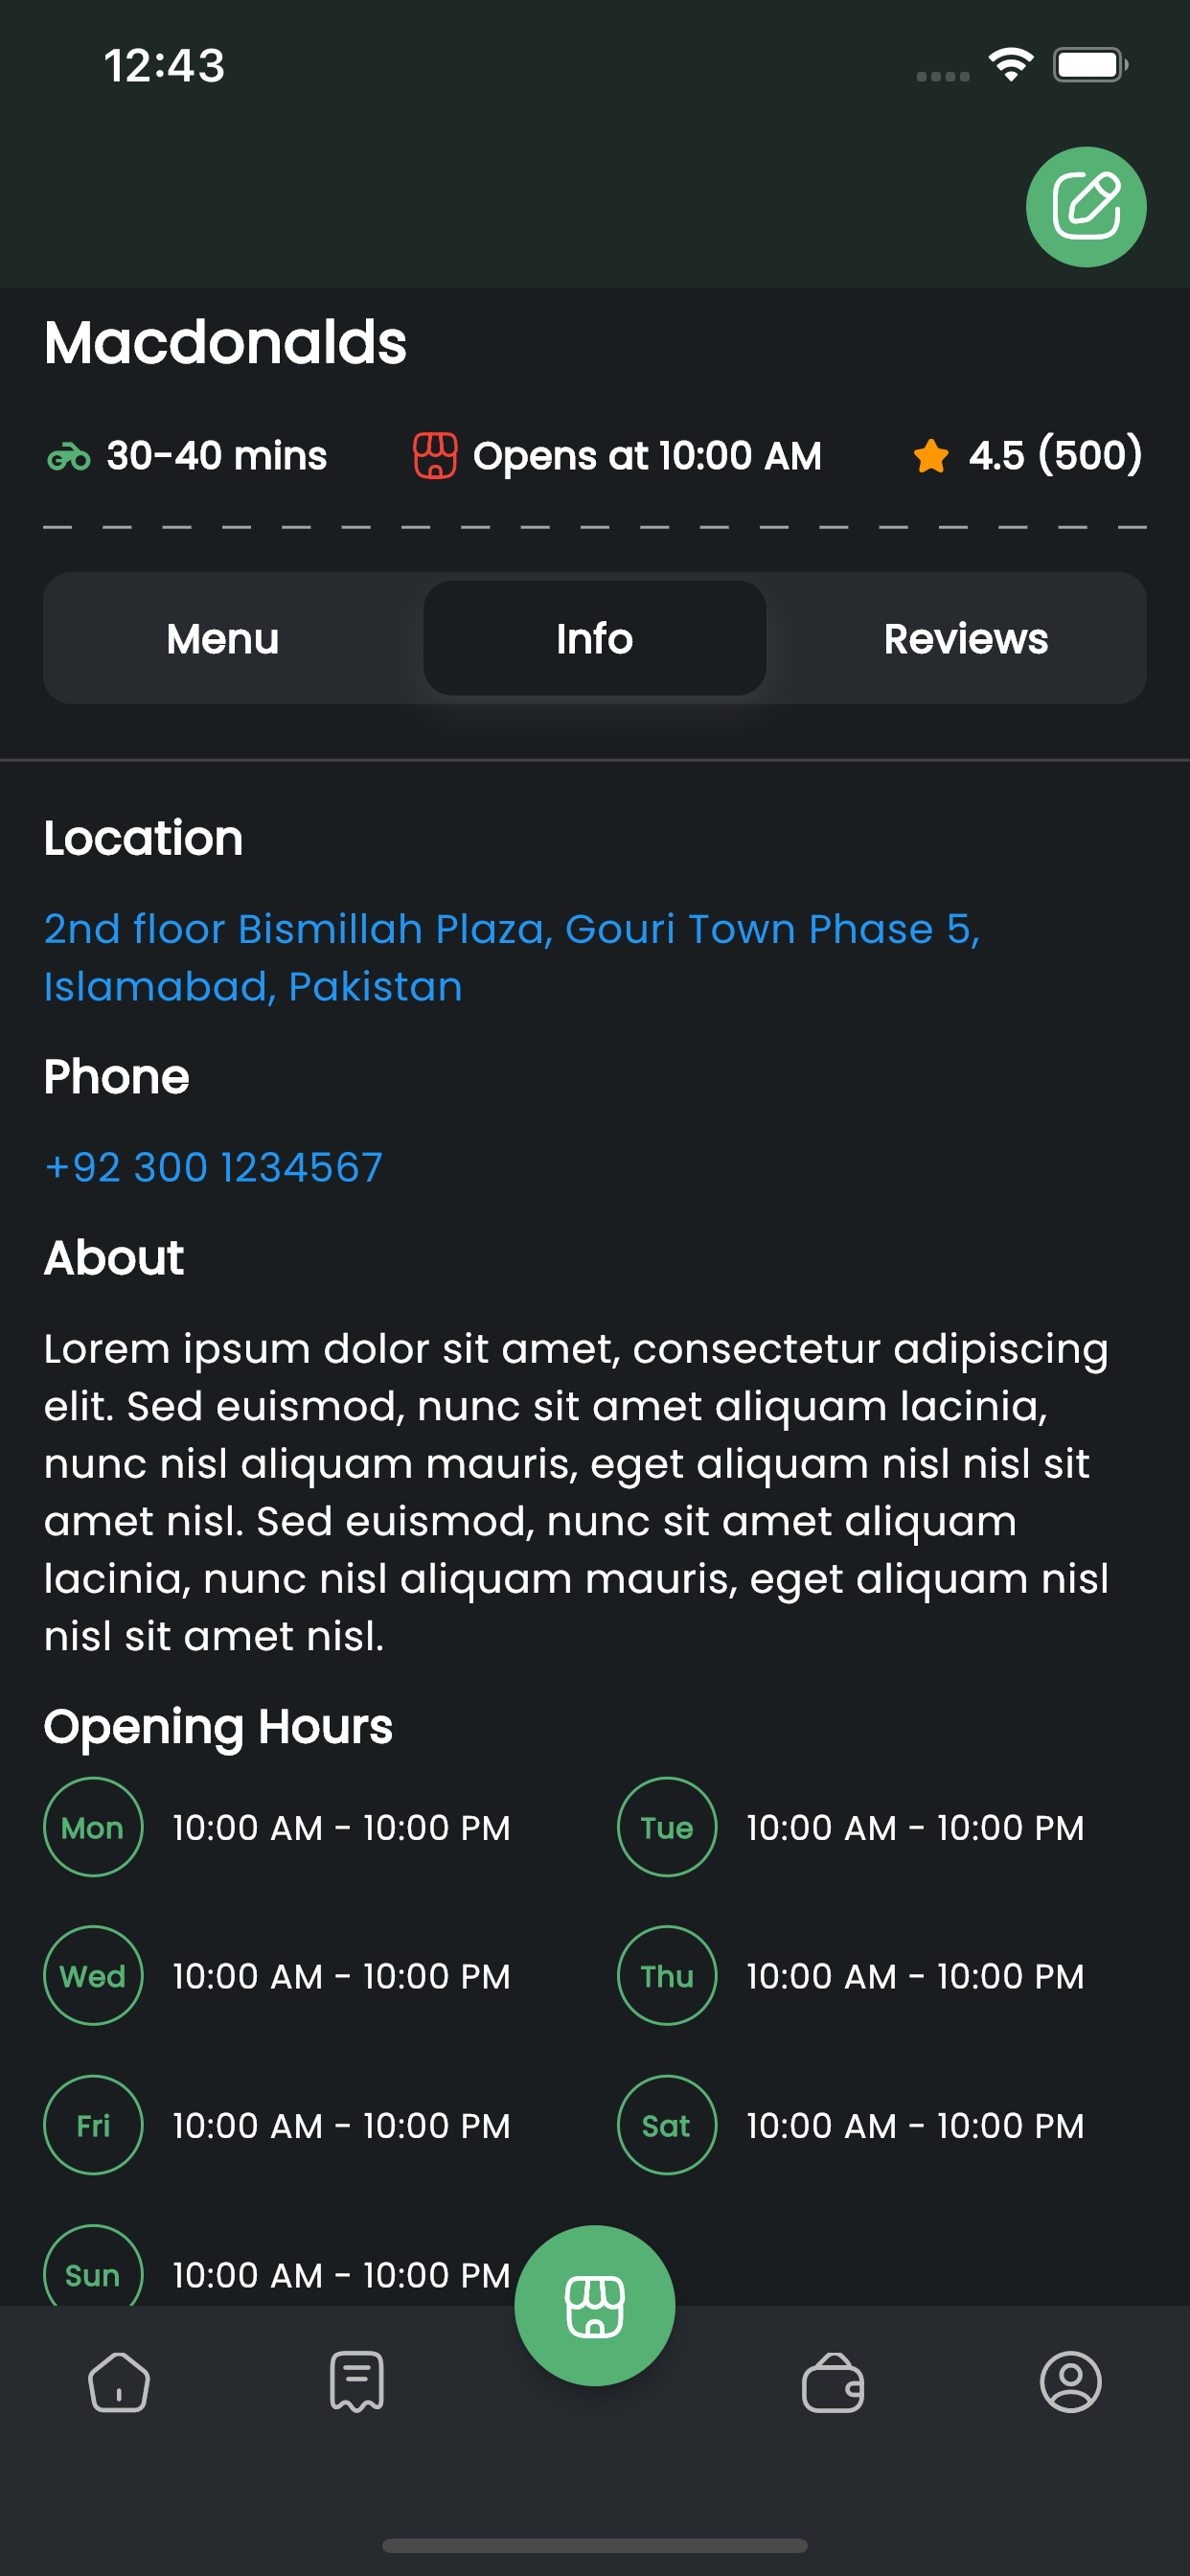 12:43
Macdonalds
30-40 mins
Opens at 10:00 AM
4.5 (500)
Menu
Info
Reviews
Location
2nd floor Bismillah Plaza, Gouri Town Phase 5,
Islamabad, Pakistan
Phone
+92 300 1234567
About
Lorem ipsum dolor sit amet, consectetur adipiscing
elit. Sed euismod, nunc sit amet aliquam lacinia,
nunc nisl aliquam mauris, eget aliquam nisl nisl sit
amet nisl. Sed euismod, nunc sit amet aliquam
lacinia, nunc nisl aliquam mauris, eget aliquam nisl
nisl sit amet nisl.
Opening Hours
Mon 10:00 AM - 10:00 PM
Tue 10:00 AM - 10:00 PM
Wed 10:00 AM - 10:00 PM
Thu 10:00 AM - 10:00 PM
Fri 10:00 AM - 10:00 PM
Sat 10:00 AM - 10:00 PM
Sun 10:00 AM - 10:00 PM